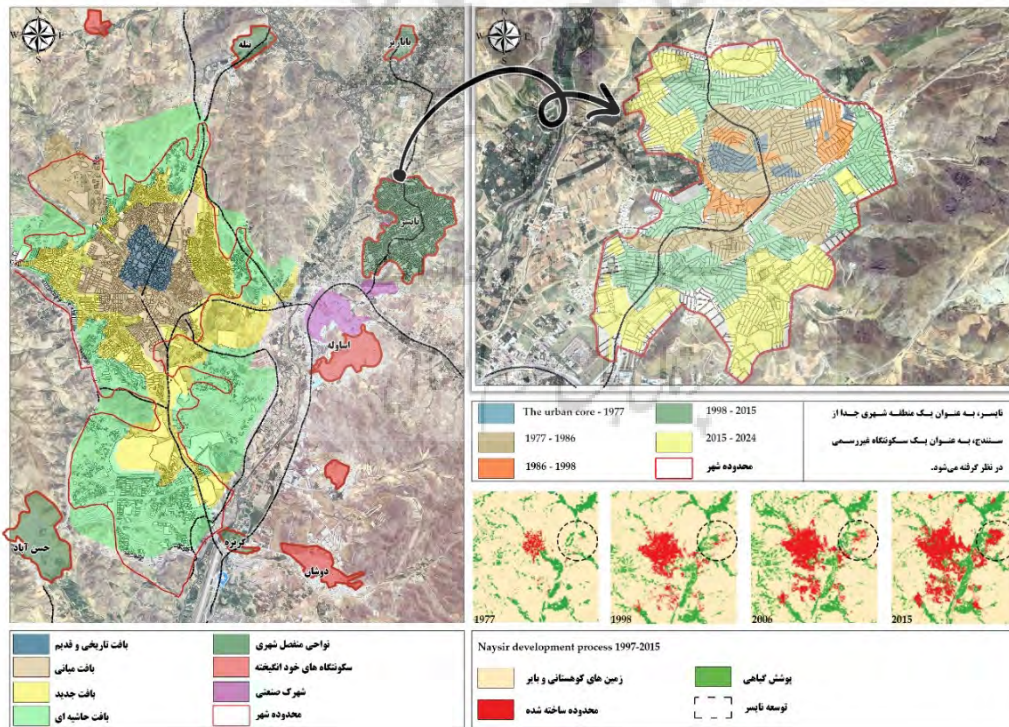 N
W
E
S
ننله
باباریز
نایسر
اساوله
حسن آباد
گریزه
دوشان
N
W
E
S
بافت تاریخی و قدیم
بافت میانی
بافت جدید
بافت حاشیه ای
نواحی منفصل شهری
سکونتگاه های خود انگیخته
شهرک صنعتی
محدوده شهر
The urban core - 1977
1977 - 1986
1986 - 1998
1998 - 2015
2015 - 2024
محدوده شهر
نایسر، به عنوان یک منطقه شهری جدا از
سنندج، به عنوان یک سکونتگاه غیررسمی
در نظر گرفته می‌شود.
1977
1998
2006
2015
Naysir development process 1997-2015
زمین های کوهستانی و بایر
محدوده ساخته شده
پوشش گیاهی
توسعه نایسر